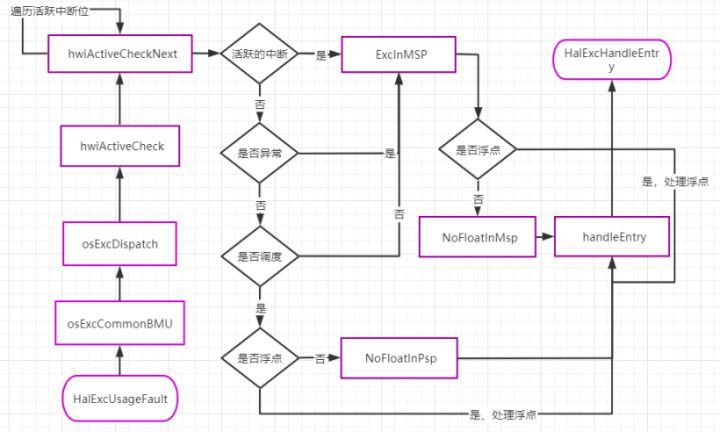 遍历活跃中断位
hwiActiveCheckNext
活跃的中断
是
ExcInMSP
HalExcHandleEntr
y
否
hwiActiveCheck
是否异常
是
是否浮点
是，处理浮点
否
否
否
osExcDispatch
是否调度
NoFloatInMsp
handleEntry
是
osExcCommonBMU
是否浮点
否
NoFloatInPsp
HalExcUsageFault
是、处理浮点